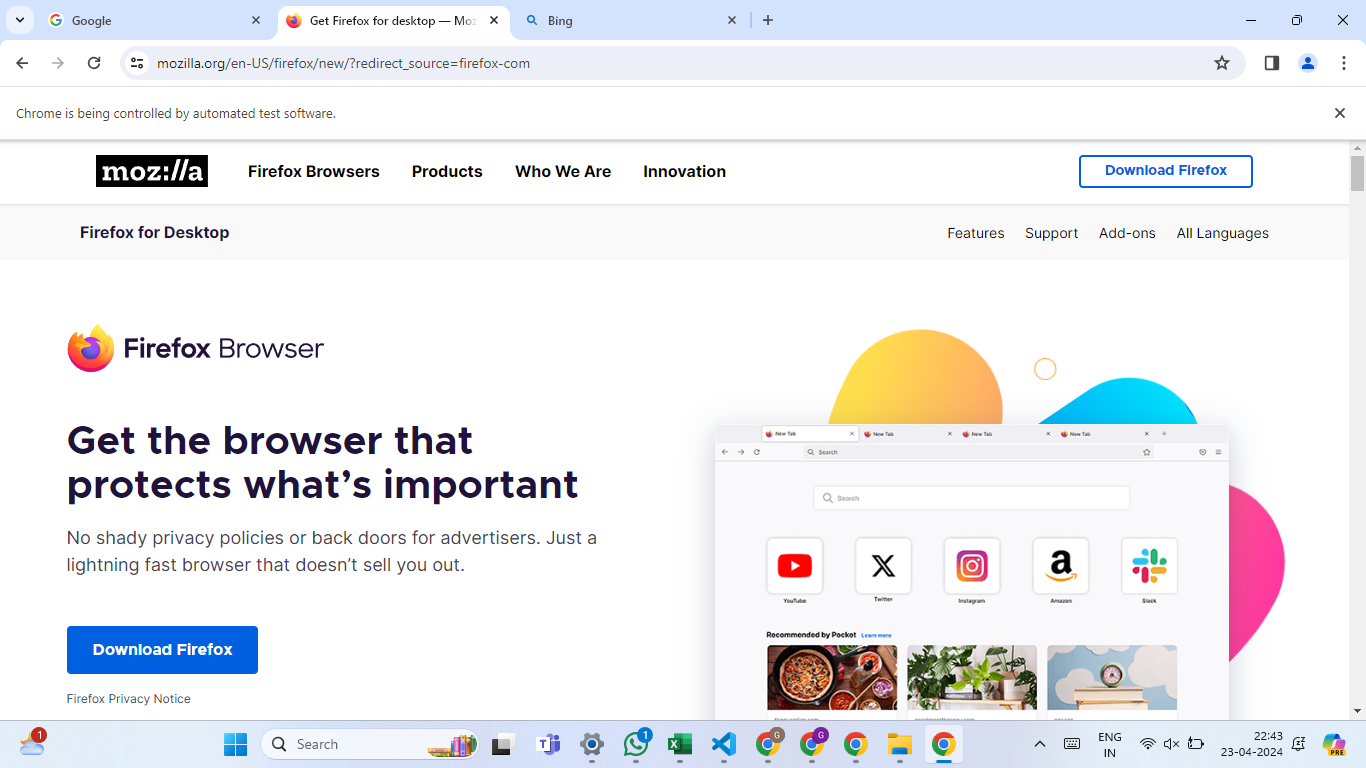 Google
Get Firefox for desktop — Moz
Bing
mozilla.org/en-US/firefox/new/?redirect_source=firefox-com
Chrome is being controlled by automated test software.
moz://a
Firefox Browsers
Products
Who We Are
Innovation
Download Firefox
Firefox for Desktop
Features
Support
Add-ons
All Languages
Firefox Browser
Get the browser that
protects what’s important
No shady privacy policies or back doors for advertisers. Just a
lightning fast browser that doesn’t sell you out.
Download Firefox
Firefox Privacy Notice
New Tab
New Tab
New Tab
New Tab
Search
Search
YouTube
Twitter
Instagram
Amazon
Slack
Recommended by Pocket Learn more
1
Search
1
G
G
ENG
IN
22:43
23-04-2024
PRE